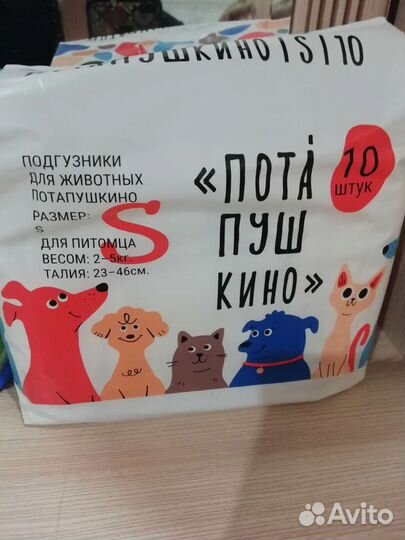 ПУШКИНО | S | 10
ПОДГУЗНИКИ
ДЛЯ ЖИВОТНЫХ
ПОТАПУШКИНО
РАЗМЕР:
S
ДЛЯ ПИТОМЦА
ВЕСОМ: 2-5кг.
ТАЛИЯ: 23-46см.
S
«ПОТА́
ПУШ
КИНО»
10
ШТУК
Avito